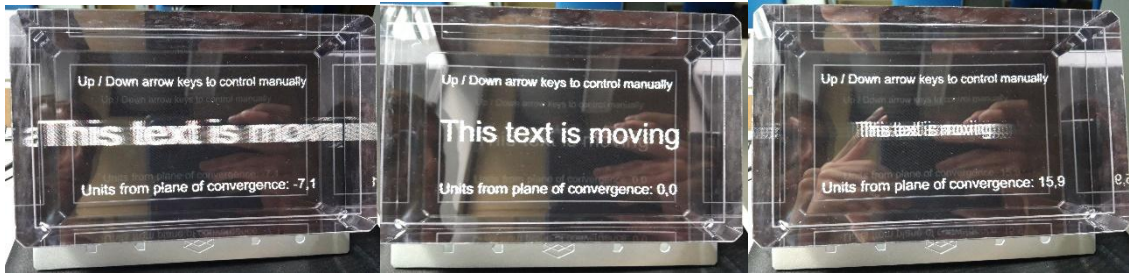 Up / Down arrow keys to control manually
This text is moving
Units from plane of convergence: -7,1
Up / Down arrow keys to control manually
This text is moving
Units from plane of convergence: 0,0
Up / Down arrow keys to control manually
This text is moving
Units from plane of convergence: 15,9